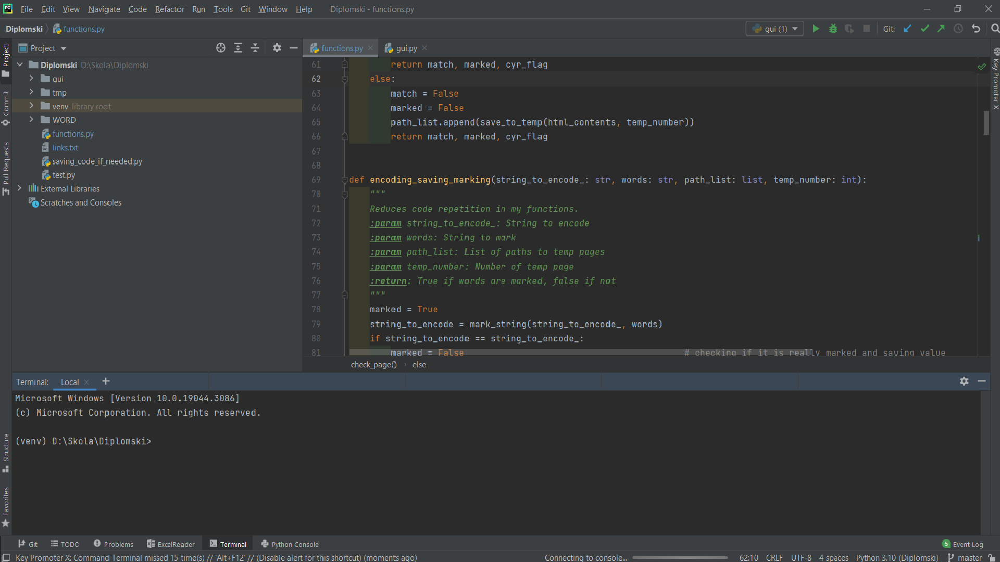 File Edit View Navigate Code Refactor Run Tools Git Window Help Diplomski - functions.py
Diplomski functions.py gui (1) Git:
Project
functions.py gui.py
Diplomski D:\Skola\Diplomski
gui
tmp
venv library root
WORD
functions.py
links.txt
saving_code_if_needed.py
test.py
External Libraries
Scratches and Consoles
Project
Commit
Pull Requests
Structure
Favorites
Key Promoter X
61 return match, marked, cyr_flag
62 else:
63 match = False
64 marked = False
65 path_list.append(save_to_temp(html_contents, temp_number))
66 return match, marked, cyr_flag
67
68
69 def encoding_saving_marking(string_to_encode_: str, words: str, path_list: list, temp_number: int):
70 """
71 Reduces code repetition in my functions.
72 :param string_to_encode_: String to encode
73 :param words: String to mark
74 :param path_list: List of paths to temp pages
75 :param temp_number: Number of temp page
76 :return: True if words are marked, false if not
77 """
78 marked = True
79 string_to_encode = mark_string(string_to_encode_, words)
80 if string_to_encode == string_to_encode_:
81 marked = False # checking if it is really marked and saving value
check_page() › else
Terminal: Local
Microsoft Windows [Version 10.0.19044.3086]
(c) Microsoft Corporation. All rights reserved.
(venv) D:\Skola\Diplomski>
Git TODO Problems ExcelReader Terminal Python Console 5 Event Log
Key Promoter X: Command Terminal missed 15 time(s) // 'Alt+F12' // (Disable alert for this shortcut) (moments ago) Connecting to console... 62:10 CRLF UTF-8 4 spaces Python 3.10 (Diplomski) master